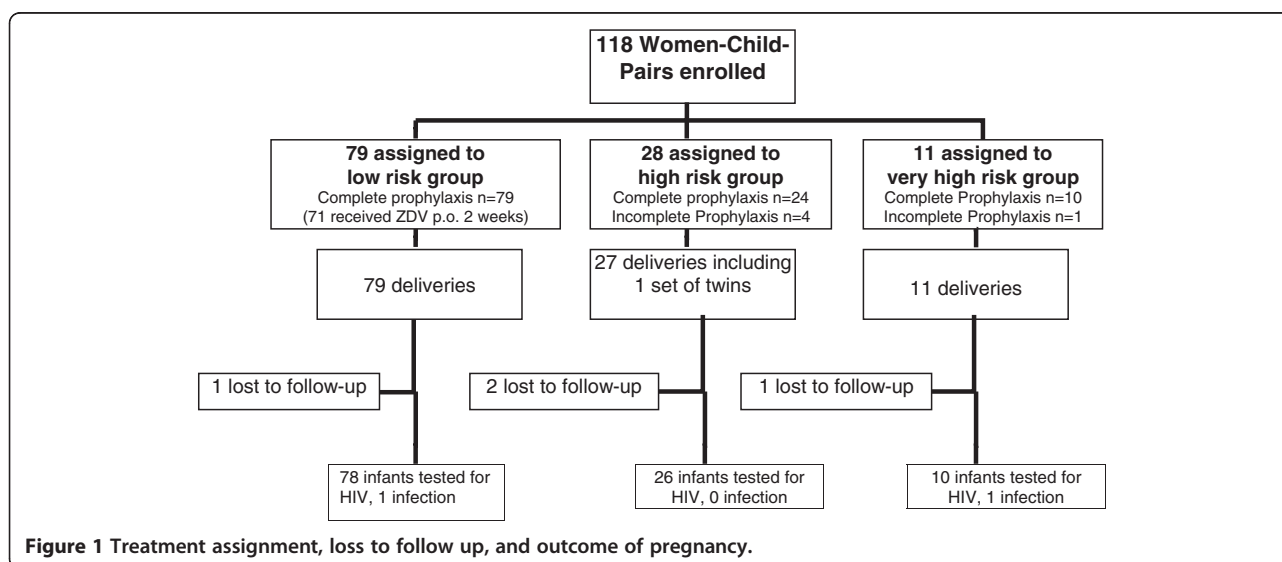 118 Women-Child-
Pairs enrolled
79 assigned to
low risk group
Complete prophylaxis n=79
(71 received ZDV p.o. 2 weeks)
28 assigned to
high risk group
Complete prophylaxis n=24
Incomplete Prophylaxis n=4
11 assigned to
very high risk group
Complete Prophylaxis n=10
Incomplete Prophylaxis n=1
79 deliveries
27 deliveries including
1 set of twins
11 deliveries
1 lost to follow-up
2 lost to follow-up
1 lost to follow-up
78 infants tested for
HIV, 1 infection
26 infants tested for
HIV, 0 infection
10 infants tested for
HIV, 1 infection
Figure 1 Treatment assignment, loss to follow up, and outcome of pregnancy.